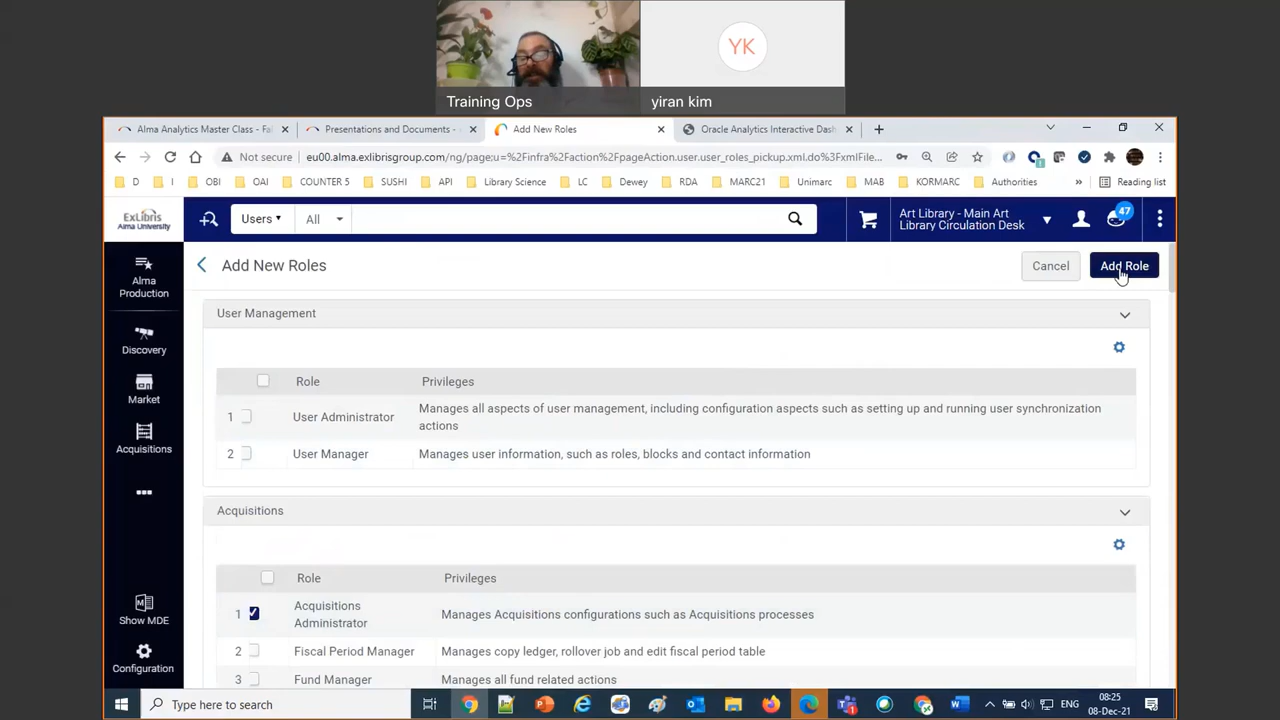 YK
Training Ops
yiran kim
Alma Analytics Master Class - Fal
Presentations and Documents -
Add New Roles
Oracle Analytics Interactive Dash
Not secure
eu00.alma.exlibrisgroup.com/ng/page;u=%2Finfra%2Faction%2FpageAction.user.user_roles_pickup.xml.do%3FxmlFile...
D
I
OBI
OAI
COUNTER 5
SUSHI
API
Library Science
LC
Dewey
RDA
MARC21
Unimarc
MAB
KORMARC
Authorities
»
Reading list
ExLibris
Alma University
Users
All
Art Library - Main Art
Library Circulation Desk
47
Alma
Production
Discovery
Market
Acquisitions
Show MDE
Configuration
Add New Roles
Cancel
Add Role
User Management
Role
Privileges
1
User Administrator
Manages all aspects of user management, including configuration aspects such as setting up and running user synchronization
actions
2
User Manager
Manages user information, such as roles, blocks and contact information
Acquisitions
Role
Privileges
1
Acquisitions
Administrator
Manages Acquisitions configurations such as Acquisitions processes
2
Fiscal Period Manager
Manages copy ledger, rollover job and edit fiscal period table
3
Fund Manager
Manages all fund related actions
Type here to search
ENG
08:25
08-Dec-21